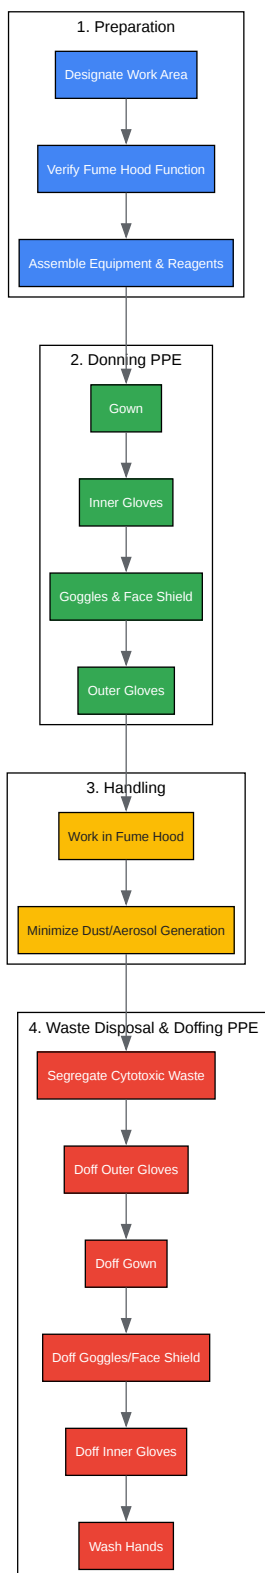 1. Preparation
Designate Work Area
Verify Fume Hood Function
Assemble Equipment & Reagents
2. Donning PPE
Gown
Inner Gloves
Goggles & Face Shield
Outer Gloves
3. Handling
Work in Fume Hood
Minimize Dust/Aerosol Generation
4. Waste Disposal & Doffing PPE
Segregate Cytotoxic Waste
Doff Outer Gloves
Doff Gown
Doff Goggles/Face Shield
Doff Inner Gloves
Wash Hands